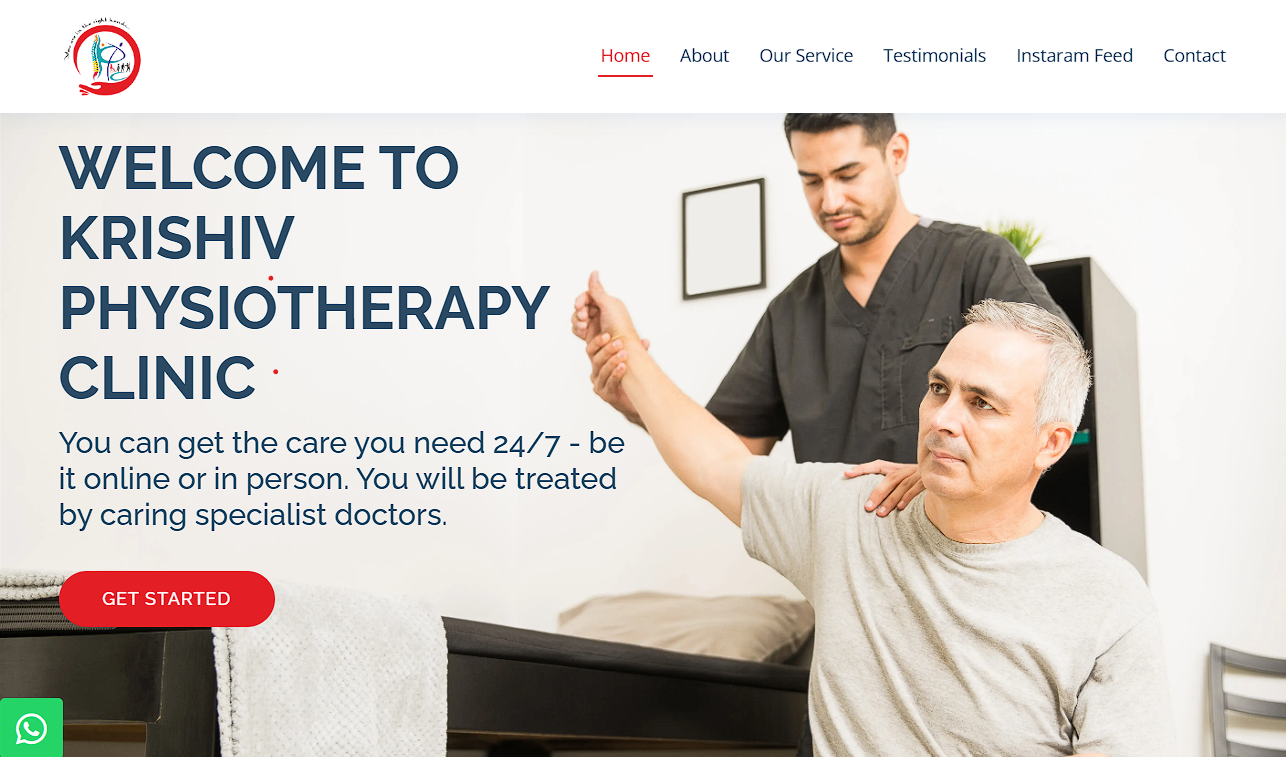 Home About Our Service Testimonials Instaram Feed Contact
WELCOME TO
KRISHIV
PHYSIOTHERAPY
CLINIC
You can get the care you need 24/7 - be
it online or in person. You will be treated
by caring specialist doctors.
GET STARTED